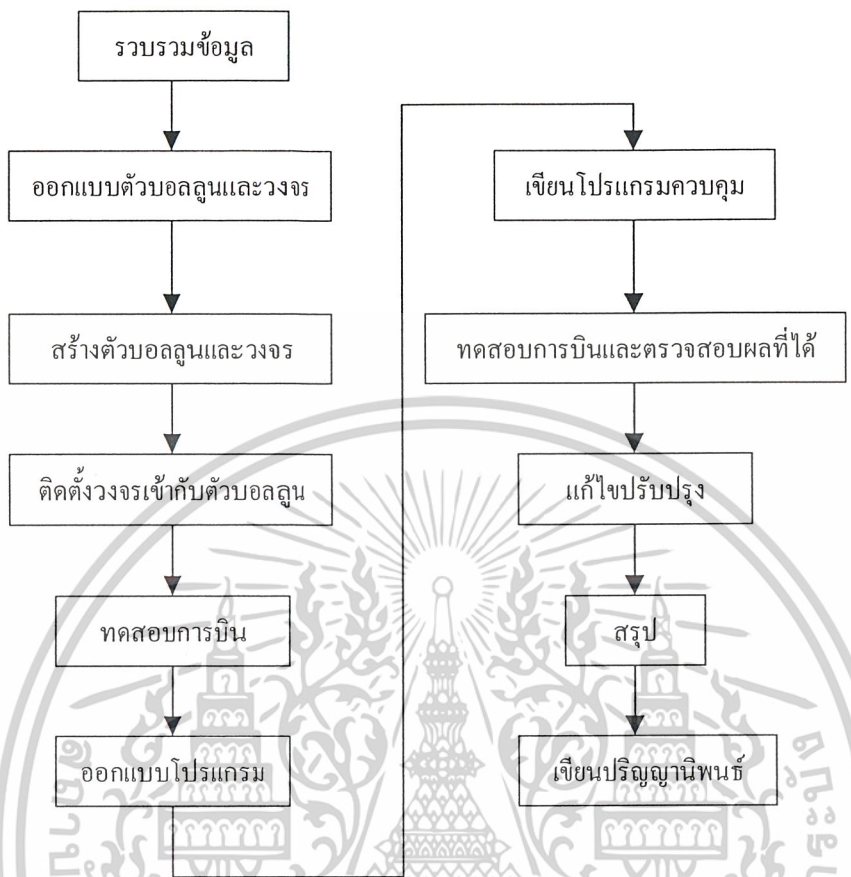 รวบรวมข้อมูล
ออกแบบตัวบอลลูนและวงจร
สร้างตัวบอลลูนและวงจร
ติดตั้งวงจรเข้ากับตัวบอลลูน
ทดสอบการบิน
ออกแบบโปรแกรม
เขียนโปรแกรมควบคุม
ทดสอบการบินและตรวจสอบผลที่ได้
แก้ไขปรับปรุง
สรุป
เขียนปริญญานิพนธ์